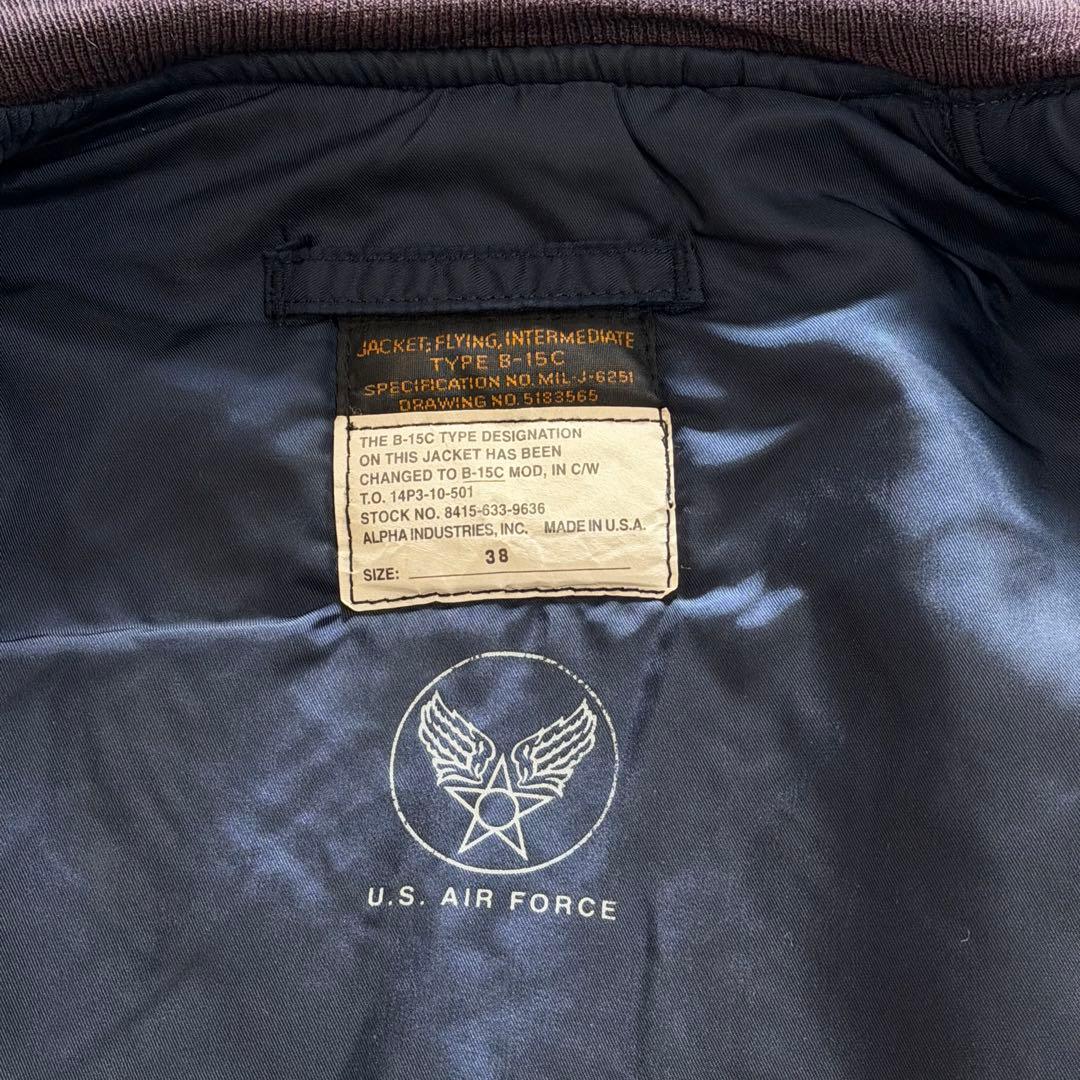 JACKET; FLYING, INTERMEDIATE
TYPE B-15C
SPECIFICATION NO. MIL-J-6251
DRAWING NO. 5183565
THE B-15C TYPE DESIGNATION
ON THIS JACKET HAS BEEN
CHANGED TO B-15C MOD, IN C/W
T.O. 14P3-10-501
STOCK NO. 8415-633-9636
ALPHA INDUSTRIES, INC. MADE IN U.S.A.
38
SIZE:
U.S. AIR FORCE